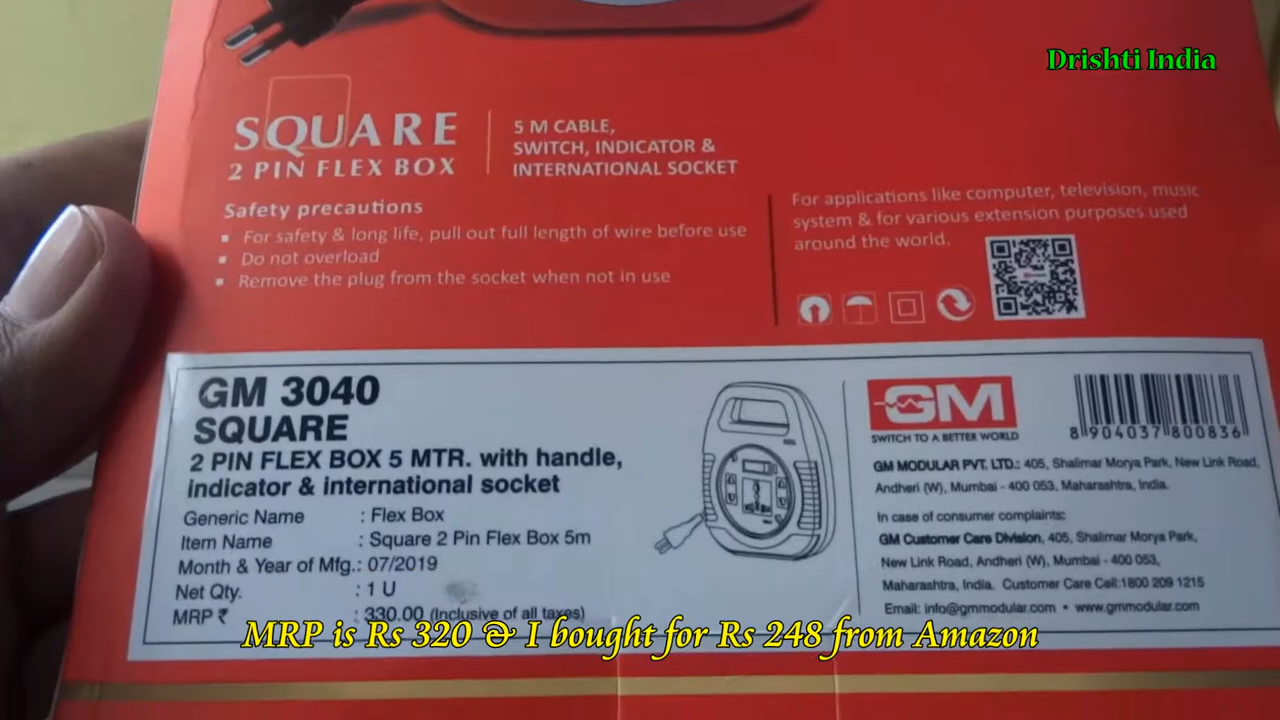 Drishti India
SQUARE
2 PIN FLEX BOX
5 M CABLE,
SWITCH, INDICATOR &
INTERNATIONAL SOCKET
Safety precautions
▪ For safety & long life, pull out full length of wire before use
▪ Do not overload
▪ Remove the plug from the socket when not in use
For applications like computer, television, music
system & for various extension purposes used
around the world.
GM 3040
SQUARE
2 PIN FLEX BOX 5 MTR. with handle,
indicator & international socket
Generic Name : Flex Box
Item Name : Square 2 Pin Flex Box 5m
Month & Year of Mfg.: 07/2019
Net Qty. : 1 U
MRP ₹ : 330.00 (Inclusive of all taxes)
GM
SWITCH TO A BETTER WORLD
8 904037 800836
GM MODULAR PVT. LTD.: 405, Shalimar Morya Park, New Link Road,
Andheri (W), Mumbai - 400 053, Maharashtra, India.
In case of consumer complaints:
GM Customer Care Division, 405, Shalimar Morya Park,
New Link Road, Andheri (W), Mumbai - 400 053,
Maharashtra, India. Customer Care Cell:1800 209 1215
Email: info@gmmodular.com • www.gmmodular.com
MRP is Rs 320 & I bought for Rs 248 from Amazon